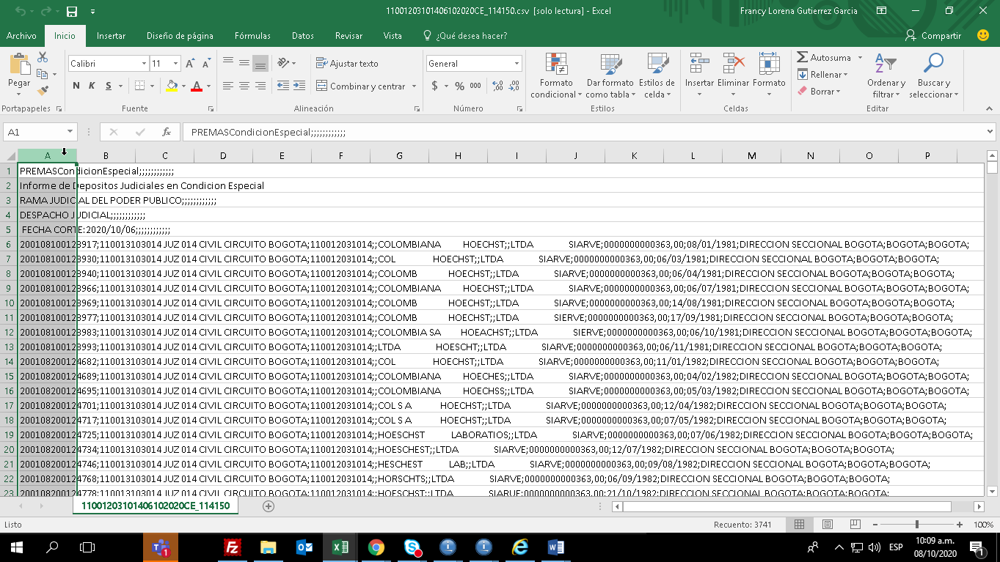 11001203101406102020CE_114150.csv [solo lectura] - Excel
Francy Lorena Gutierrez Garcia
Archivo Inicio Insertar Diseño de página Fórmulas Datos Revisar Vista ¿Qué desea hacer? Compartir
Pegar
Calibri 11
N K S
Ajustar texto
Combinar y centrar
General
$ % 000
Formato condicional
Dar formato como tabla
Estilos de celda
Insertar Eliminar Formato
Autosuma
Rellenar
Borrar
Ordenar y filtrar
Buscar y seleccionar
Portapapeles Fuente Alineación Número Estilos Celdas Editar
A1 fx PREMASCondicionEspecial;;;;;;;;;;;;
A B C D E F G H I J K L M N O P
1 PREMASCondicionEspecial;;;;;;;;;;;;
2 Informe de Depositos Judiciales en Condicion Especial
3 RAMA JUDICIAL DEL PODER PUBLICO;;;;;;;;;;;;
4 DESPACHO JUDICIAL;;;;;;;;;;;;
5 FECHA CORTE:2020/10/06;;;;;;;;;;;;
6 200108100123917;110013103014 JUZ 014 CIVIL CIRCUITO BOGOTA;110012031014;;COLOMBIANA HOECHST;;LTDA SIARVE;0000000000363,00;08/01/1981;DIRECCION SECCIONAL BOGOTA;BOGOTA;BOGOTA;
7 200108100123930;110013103014 JUZ 014 CIVIL CIRCUITO BOGOTA;110012031014;;COL HOECHST;;LTDA SIARVE;0000000000363,00;06/03/1981;DIRECCION SECCIONAL BOGOTA;BOGOTA;BOGOTA;
8 200108100123940;110013103014 JUZ 014 CIVIL CIRCUITO BOGOTA;110012031014;;COLOMB HOECHST;;LTDA SIARVE;0000000000363,00;06/04/1981;DIRECCION SECCIONAL BOGOTA;BOGOTA;BOGOTA;
9 200108100123966;110013103014 JUZ 014 CIVIL CIRCUITO BOGOTA;110012031014;;COLOMBIANA HOECHST;;LTDA SIARVE;0000000000363,00;06/07/1981;DIRECCION SECCIONAL BOGOTA;BOGOTA;BOGOTA;
10 200108100123969;110013103014 JUZ 014 CIVIL CIRCUITO BOGOTA;110012031014;;COLOMB HOECHST;;LTDA SIARVE;0000000000363,00;14/08/1981;DIRECCION SECCIONAL BOGOTA;BOGOTA;BOGOTA;
11 200108100123977;110013103014 JUZ 014 CIVIL CIRCUITO BOGOTA;110012031014;;COLOMB HOECHST;;LTDA SIERVE;0000000000363,00;17/09/1981;DIRECCION SECCIONAL BOGOTA;BOGOTA;BOGOTA;
12 200108100123983;110013103014 JUZ 014 CIVIL CIRCUITO BOGOTA;110012031014;;COLOMBIA SA HOEACHST;;LTDA SIERVE;0000000000363,00;06/10/1981;DIRECCION SECCIONAL BOGOTA;BOGOTA;BOGOTA;
13 200108100123993;110013103014 JUZ 014 CIVIL CIRCUITO BOGOTA;110012031014;;LTDA HOESCHT;;LTDA SIARVE;0000000000363,00;06/11/1981;DIRECCION SECCIONAL BOGOTA;BOGOTA;BOGOTA;
14 200108200124682;110013103014 JUZ 014 CIVIL CIRCUITO BOGOTA;110012031014;;COL HOECHST;;LTDA SIARVE;0000000000363,00;11/01/1982;DIRECCION SECCIONAL BOGOTA;BOGOTA;BOGOTA;
15 200108200124689;110013103014 JUZ 014 CIVIL CIRCUITO BOGOTA;110012031014;;COLOMBIANA HOECHES;;LTDA SIARVE;0000000000363,00;04/02/1982;DIRECCION SECCIONAL BOGOTA;BOGOTA;BOGOTA;
16 200108200124695;110013103014 JUZ 014 CIVIL CIRCUITO BOGOTA;110012031014;;COLOMBIANA HOECHSS;;LTDA SIARVE;0000000000363,00;05/03/1982;DIRECCION SECCIONAL BOGOTA;BOGOTA;BOGOTA;
17 200108200124701;110013103014 JUZ 014 CIVIL CIRCUITO BOGOTA;110012031014;;COL S A HOECHST;;LTDA SIARVE;0000000000363,00;12/04/1982;DIRECCION SECCIONAL BOGOTA;BOGOTA;BOGOTA;
18 200108200124717;110013103014 JUZ 014 CIVIL CIRCUITO BOGOTA;110012031014;;COL S A HOECHST;;LTDA SIARVE;0000000000363,00;07/05/1982;DIRECCION SECCIONAL BOGOTA;BOGOTA;BOGOTA;
19 200108200124725;110013103014 JUZ 014 CIVIL CIRCUITO BOGOTA;110012031014;;HOESCHST LABORATIOS;;LTDA SIARVE;0000000000363,00;07/06/1982;DIRECCION SECCIONAL BOGOTA;BOGOTA;BOGOTA;
20 200108200124734;110013103014 JUZ 014 CIVIL CIRCUITO BOGOTA;110012031014;;HOESCHEST;;LTDA SIARVE;0000000000363,00;12/07/1982;DIRECCION SECCIONAL BOGOTA;BOGOTA;BOGOTA;
21 200108200124746;110013103014 JUZ 014 CIVIL CIRCUITO BOGOTA;110012031014;;HESCHEST LAB;;LTDA SIARVE;0000000000363,00;09/08/1982;DIRECCION SECCIONAL BOGOTA;BOGOTA;BOGOTA;
22 200108200124768;110013103014 JUZ 014 CIVIL CIRCUITO BOGOTA;110012031014;;HORSCHTS;;LTDA SIARVE;0000000000363,00;06/09/1982;DIRECCION SECCIONAL BOGOTA;BOGOTA;BOGOTA;
23 200108200124778;110013103014 JUZ 014 CIVIL CIRCUITO BOGOTA;110012031014;;HOESCHST;;LTDA SIARUE;0000000000363,00;21/10/1982;DIRECCION SECCIONAL BOGOTA;BOGOTA;BOGOTA;
11001203101406102020CE_114150
Listo Recuento: 3741 100%
ESP
10:09 a.m.
08/10/2020